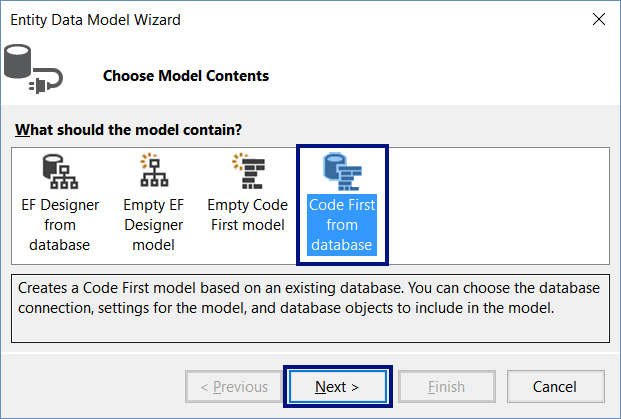 Entity Data Model Wizard
Choose Model Contents
What should the model contain?
EF Designer
from
database
Empty EF
Designer
model
Empty Code
First model
Code First
from
database
Creates a Code First model based on an existing database. You can choose the database
connection, settings for the model, and database objects to include in the model.
< Previous
Next >
Finish
Cancel